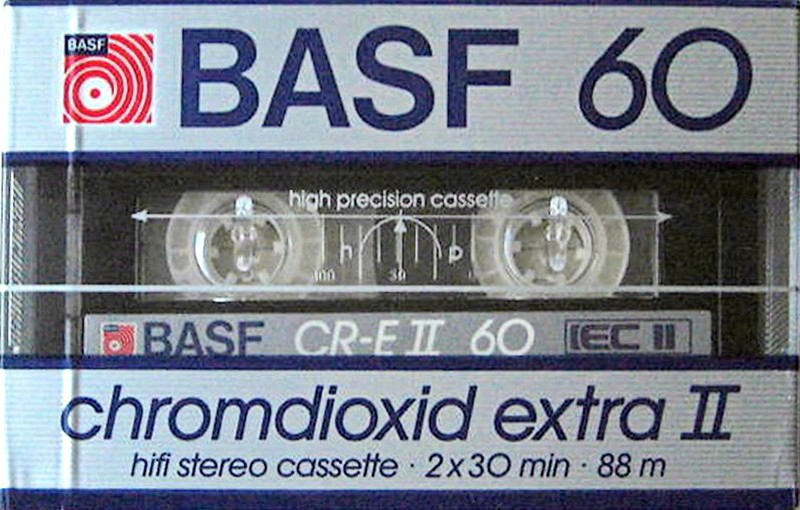 BASF
BASF 60
high precision cassette
h p
100 50
BASF CR-E II 60 IEC II
chromdioxid extra II
hifi stereo cassette · 2x30 min · 88 m